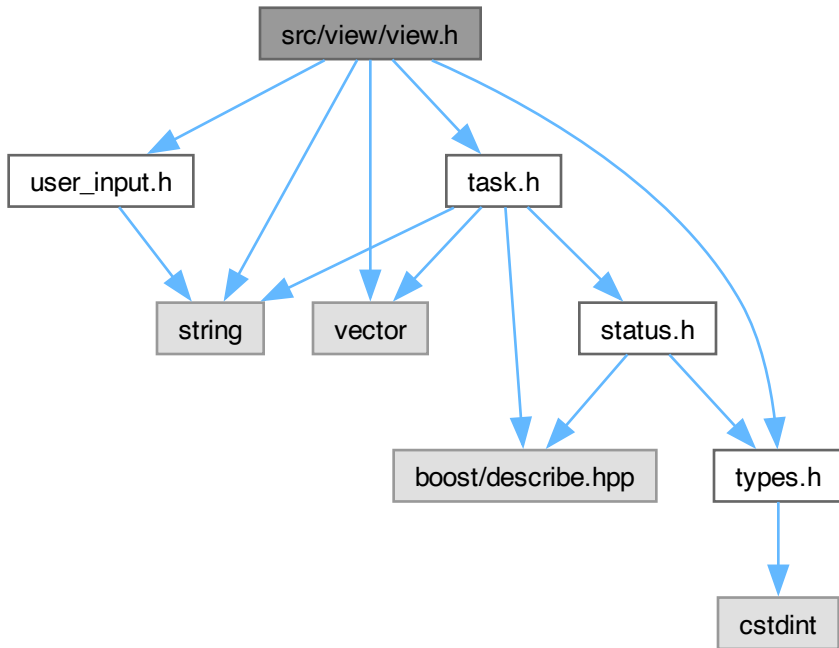 src/view/view.h
user_input.h
task.h
string
vector
status.h
boost/describe.hpp
types.h
cstdint